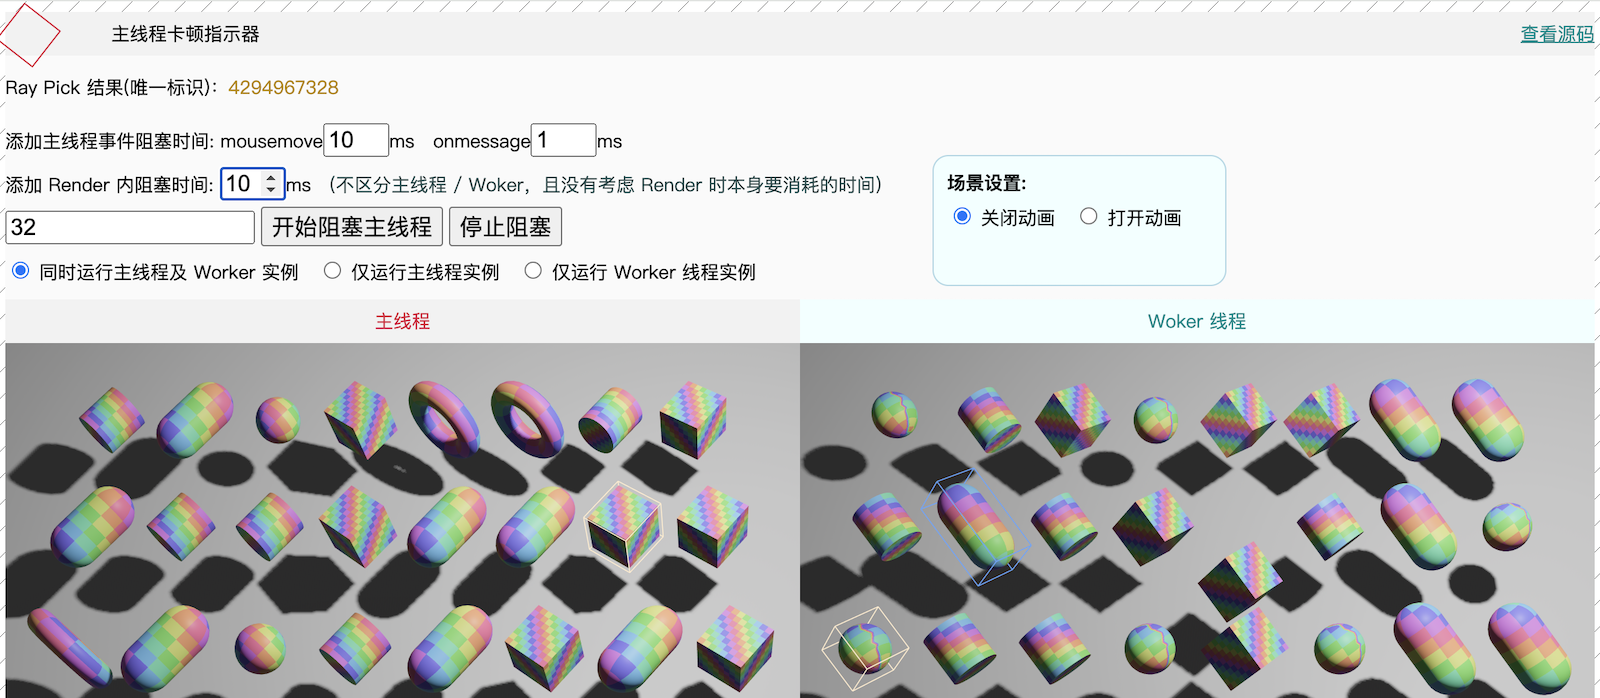 主线程卡顿指示器
查看源码
Ray Pick 结果(唯一标识)： 4294967328
添加主线程事件阻塞时间: mousemove 10 ms onmessage 1 ms
添加 Render 内阻塞时间: 10 ms （不区分主线程 / Woker，且没有考虑 Render 时本身要消耗的时间）
32 开始阻塞主线程 停止阻塞
同时运行主线程及 Worker 实例 仅运行主线程实例 仅运行 Worker 线程实例
场景设置:
关闭动画 打开动画
主线程
Woker 线程